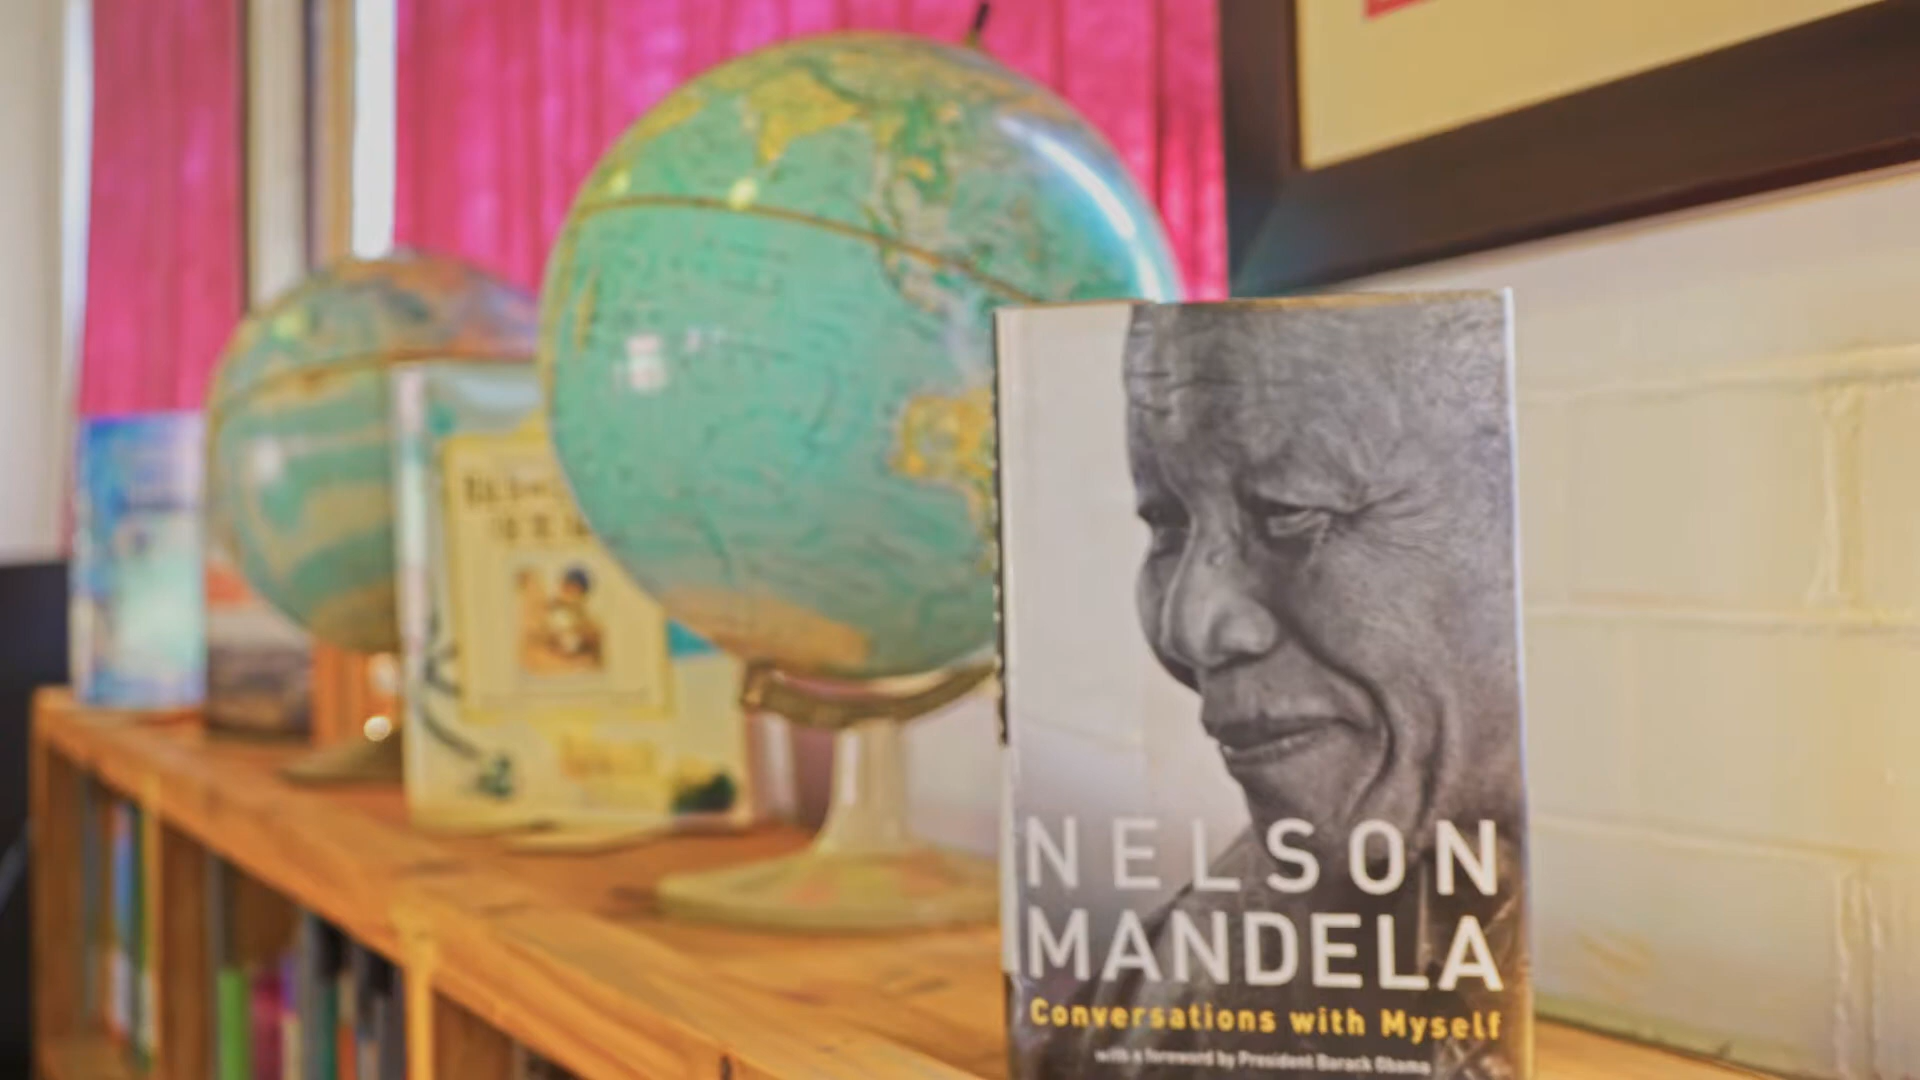 NELSON
MANDELA
Conversations with Myself
with a foreword by President Barack Obama